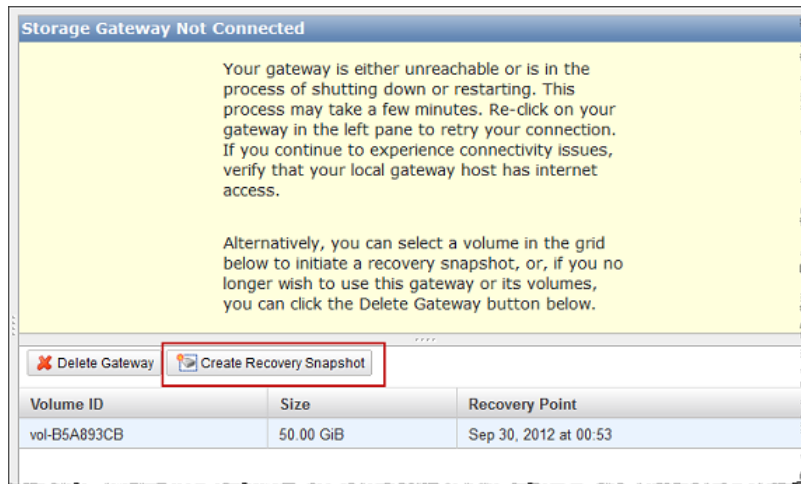 Storage Gateway Not Connected
Your gateway is either unreachable or is in the
process of shutting down or restarting. This
process may take a few minutes. Re-click on your
gateway in the left pane to retry your connection.
If you continue to experience connectivity issues,
verify that your local gateway host has internet
access.
Alternatively, you can select a volume in the grid
below to initiate a recovery snapshot, or, if you no
longer wish to use this gateway or its volumes,
you can click the Delete Gateway button below.
Delete Gateway Create Recovery Snapshot
Volume ID Size Recovery Point
vol-B5A893CB 50.00 GiB Sep 30, 2012 at 00:53